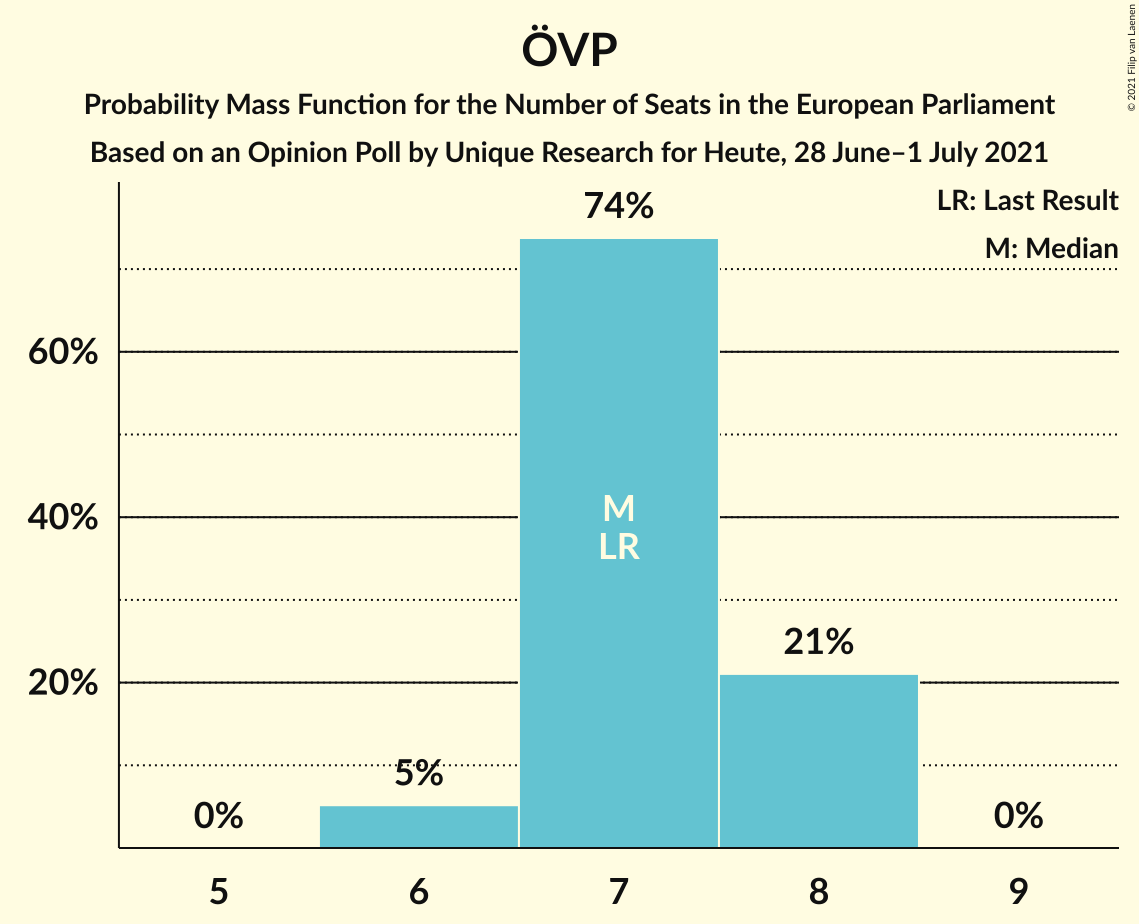 ÖVP
Probability Mass Function for the Number of Seats in the European Parliament
Based on an Opinion Poll by Unique Research for Heute, 28 June–1 July 2021
© 2021 Filip van Laenen
LR: Last Result
M: Median
74%
60%
40%
20%
M
LR
21%
5%
0%
0%
5
6
7
8
9